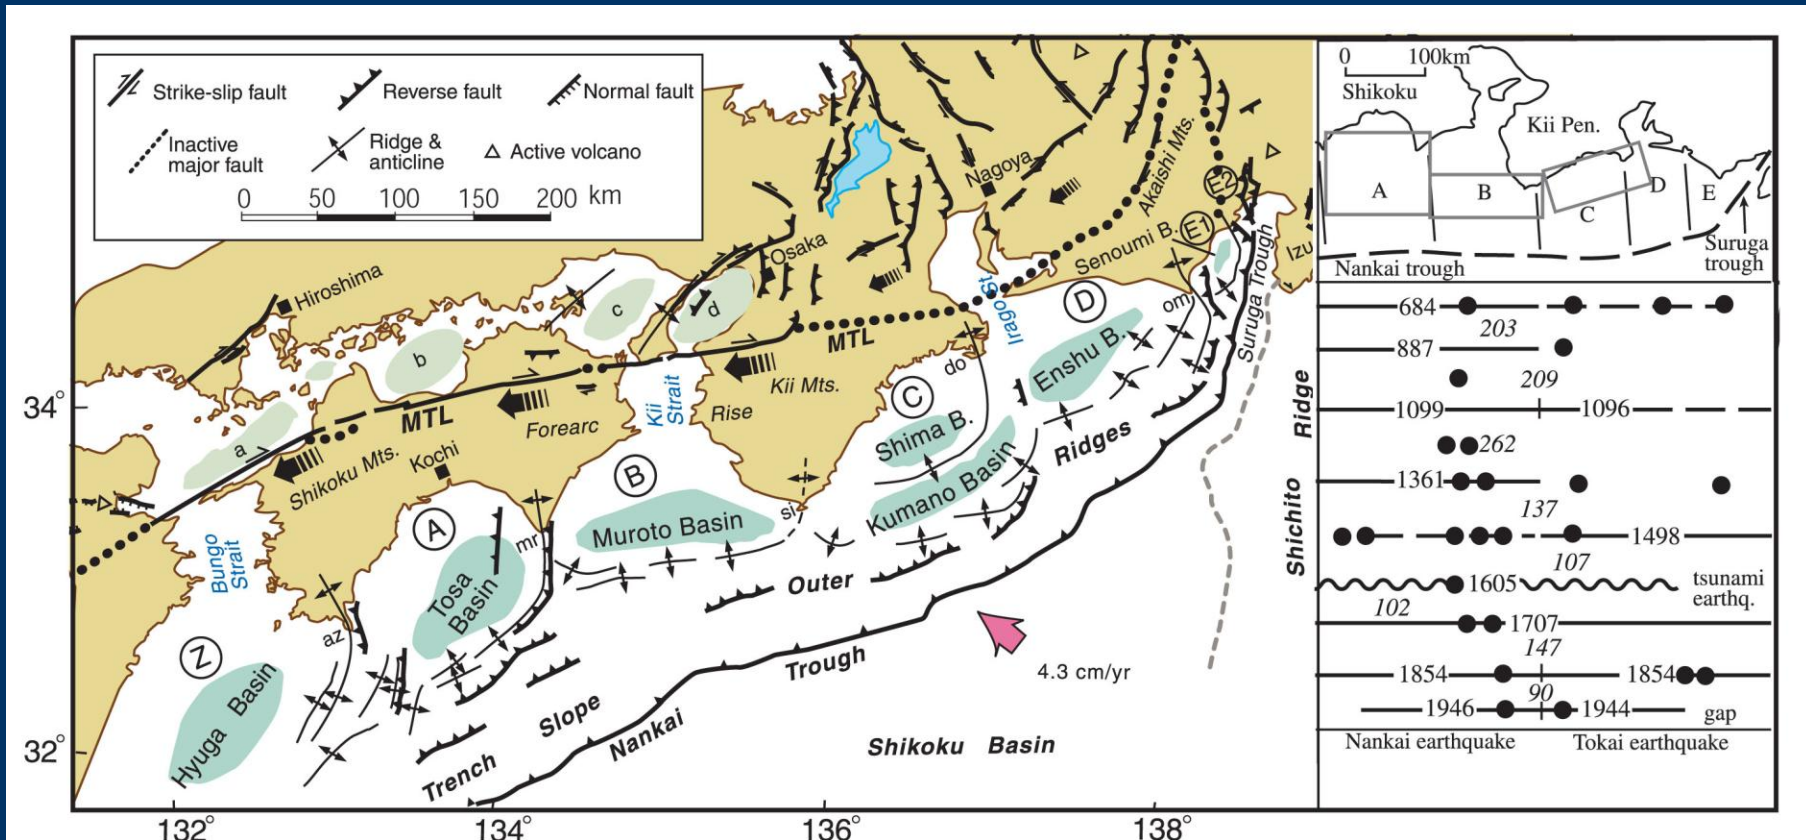 Strike-slip fault
Reverse fault
Normal fault
Inactive
major fault
Ridge &
anticline
Active volcano
0 50 100 150 200 km
Hiroshima
Osaka
Nagoya
Kochi
Akaishi Mts.
Senoumi B.
E1
E2
Izu
Suruga Trough
Irago St.
MTL
MTL
Kii Mts.
Kii
Strait
Rise
Forearc
Shikoku Mts.
Bungo
Strait
a
b
c
d
A
B
C
D
Z
az
mr
si
do
om
Hyuga Basin
Tosa
Basin
Muroto Basin
Shima B.
Kumano Basin
Enshu B.
Outer
Ridges
Trench
Slope
Nankai
Trough
Shikoku Basin
4.3 cm/yr
Shichito Ridge
34°
32°
132°
134°
136°
138°
0 100km
Shikoku
Kii Pen.
A
B
C
D
E
Nankai trough
Suruga
trough
684
203
887
209
1099 1096
262
1361
137
1498
107
1605
tsunami
earthq.
102
1707
147
1854 1854
90
1946 1944
gap
Nankai earthquake Tokai earthquake